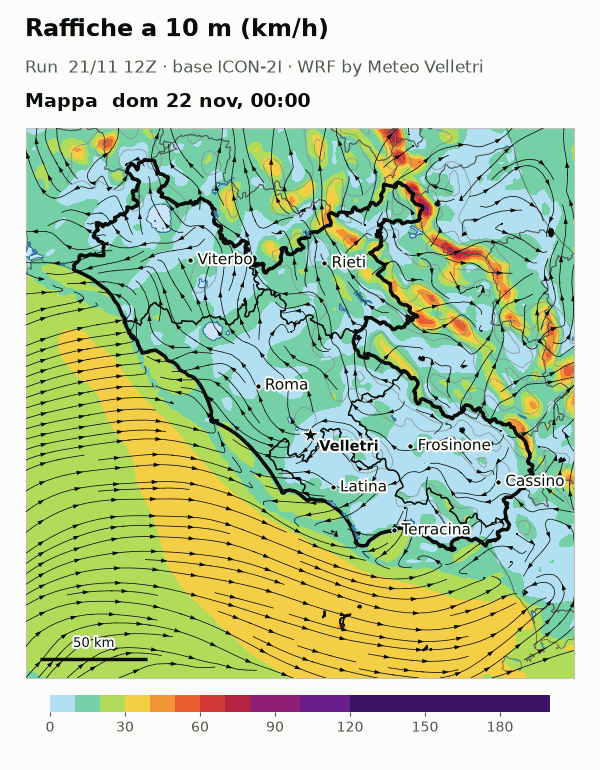 Raffiche a 10 m (km/h)
Run  21/11 12Z · base ICON-2I · WRF by Meteo Velletri
Mappa  dom 22 nov, 00:00
Viterbo
Rieti
Roma
Velletri
Frosinone
Cassino
Latina
Terracina
50 km
0 30 60 90 120 150 180